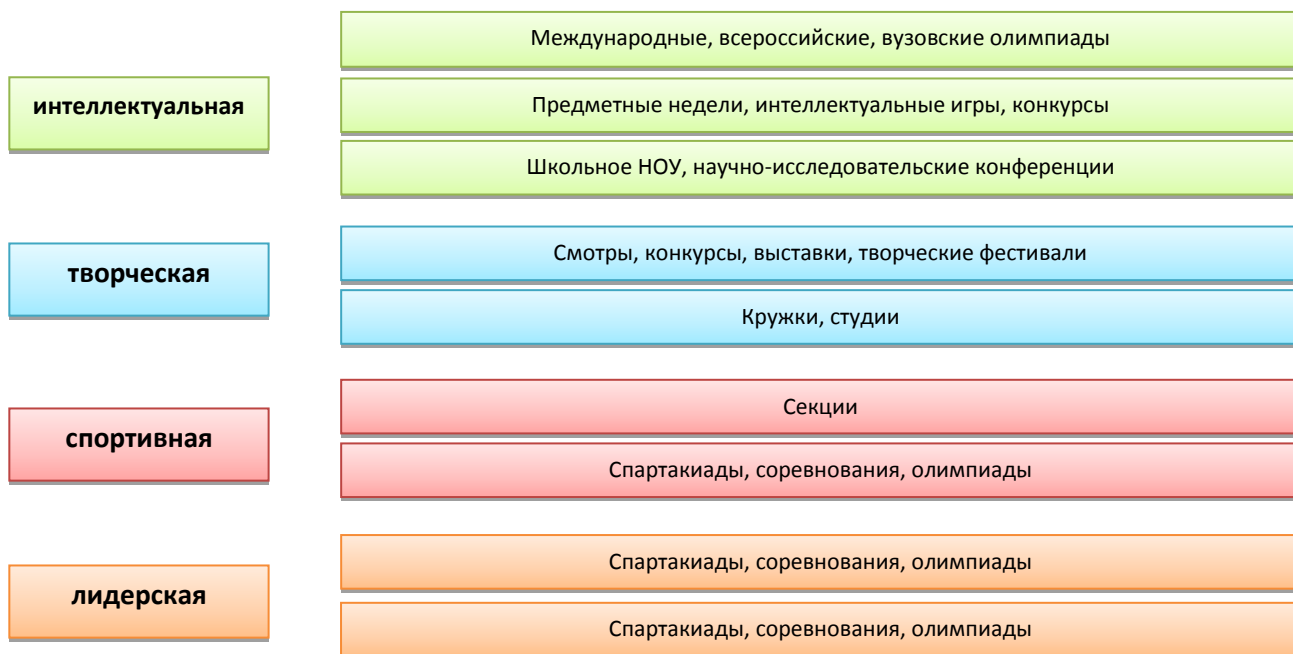 интеллектуальная
Международные, всероссийские, вузовские олимпиады
Предметные недели, интеллектуальные игры, конкурсы
Школьное НОУ, научно-исследовательские конференции
творческая
Смотры, конкурсы, выставки, творческие фестивали
Кружки, студии
спортивная
Секции
Спартакиады, соревнования, олимпиады
лидерская
Спартакиады, соревнования, олимпиады
Спартакиады, соревнования, олимпиады